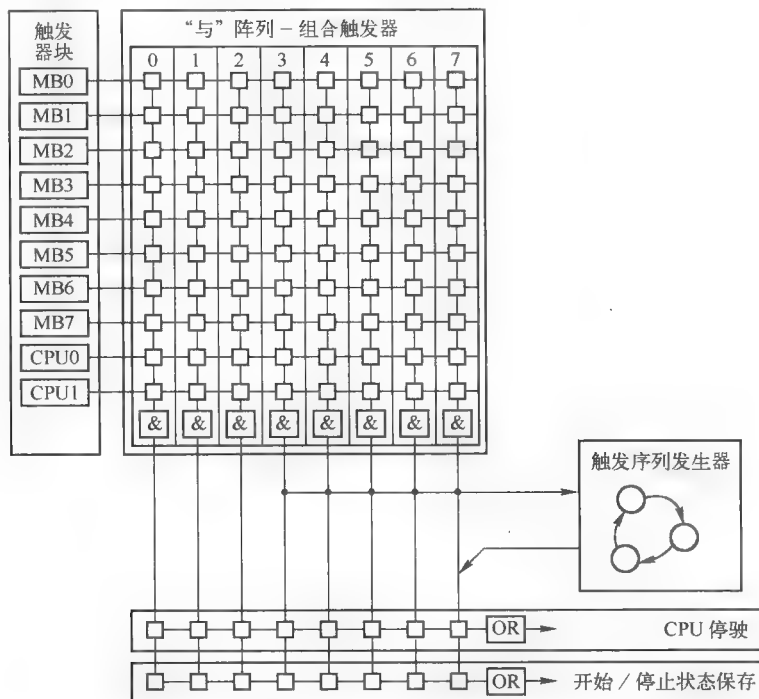 触发
器块
“与”阵列－组合触发器
0 1 2 3 4 5 6 7
MB0
MB1
MB2
MB3
MB4
MB5
MB6
MB7
CPU0
CPU1
& & & & & & & &
触发序列发生器
OR
CPU 停驶
OR
开始／停止状态保存